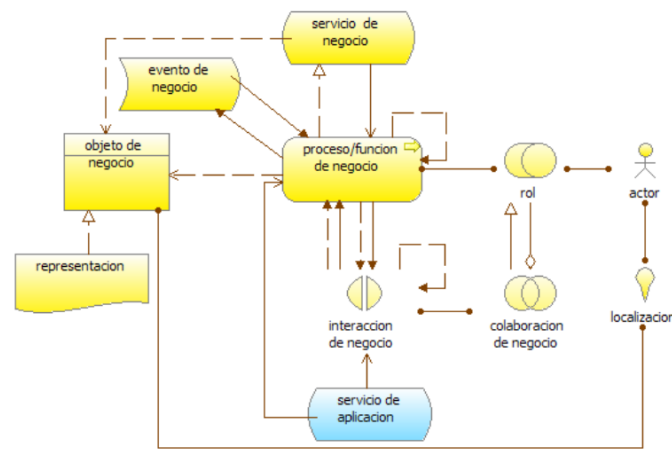 servicio de
negocio
evento de
negocio
objeto de
negocio
proceso/funcion
de negocio
rol
actor
representacion
interaccion
de negocio
colaboracion
de negocio
localizacion
servicio de
aplicacion